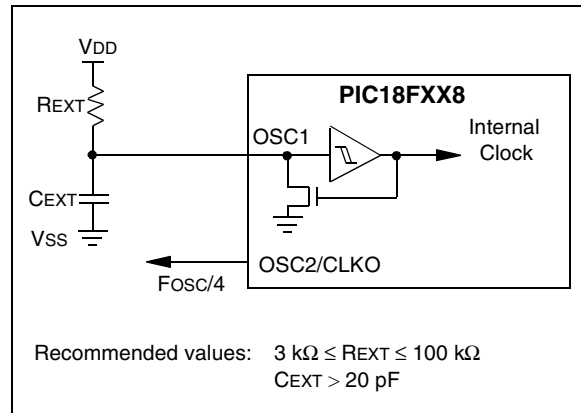 VDD
REXT
CEXT
VSS
PIC18FXX8
OSC1
Internal
Clock
OSC2/CLKO
FOSC/4
Recommended values: 3 kΩ ≤ REXT ≤ 100 kΩ
CEXT > 20 pF